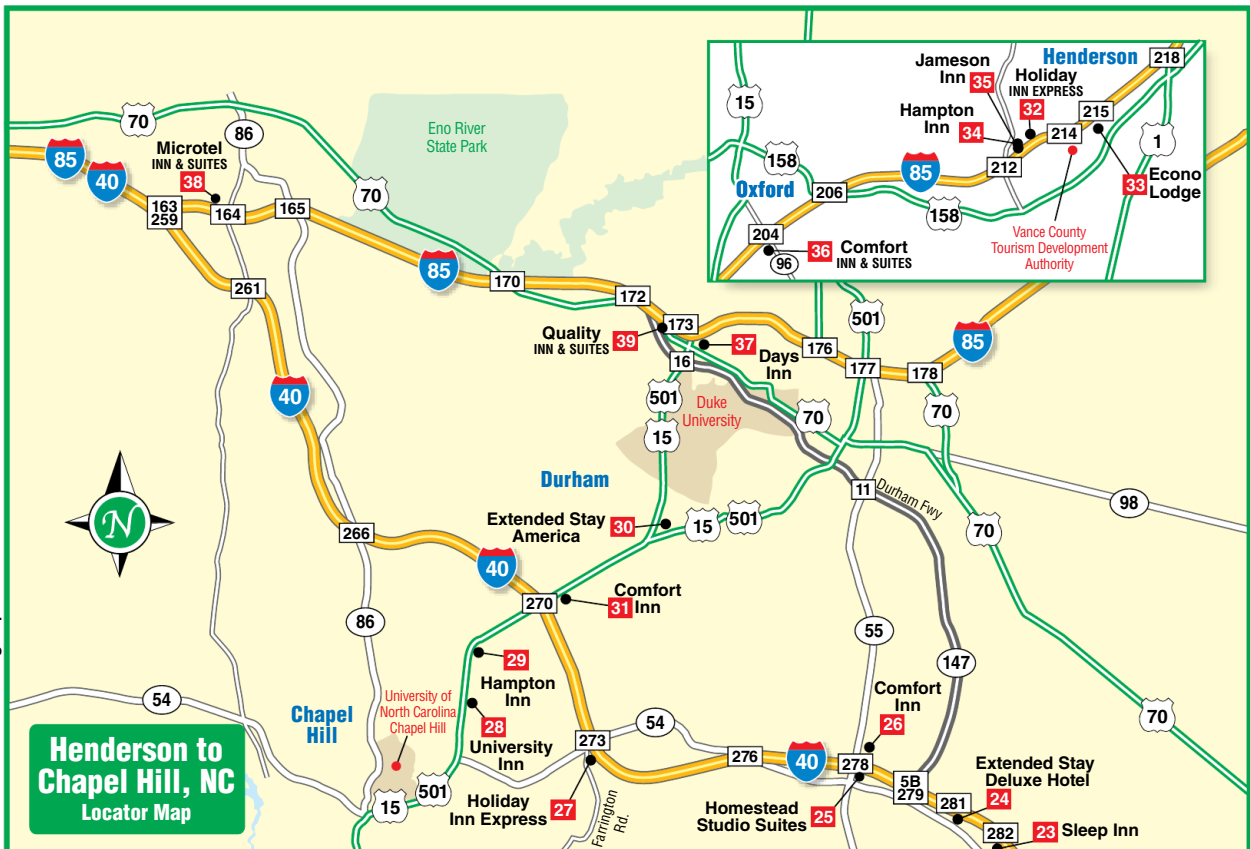 Henderson to
Chapel Hill, NC
Locator Map
N
70
86
85
40
Microtel
INN & SUITES
38
163
259
164
165
70
Eno River
State Park
85
170
172
261
40
266
40
86
54
Quality
INN & SUITES
39
173
16
37
Days
Inn
176
177
178
501
85
70
501
15
Duke
University
70
Durham
11
Durham Fwy
98
70
Extended Stay
America
30
15
501
270
31
Comfort
Inn
29
Hampton
Inn
28
University
Inn
University of
North Carolina
Chapel Hill
Chapel
Hill
15
501
273
54
Holiday
Inn Express
27
Farrington
Rd.
276
40
55
147
Comfort
Inn
26
278
5B
279
281
282
Homestead
Studio Suites
25
Extended Stay
Deluxe Hotel
24
23
Sleep Inn
70
15
158
Oxford
206
204
96
36
Comfort
INN & SUITES
85
158
Jameson
Inn
35
Hampton
Inn
34
Holiday
INN EXPRESS
32
Henderson
218
215
214
212
1
33
Econo
Lodge
Vance County
Tourism Development
Authority